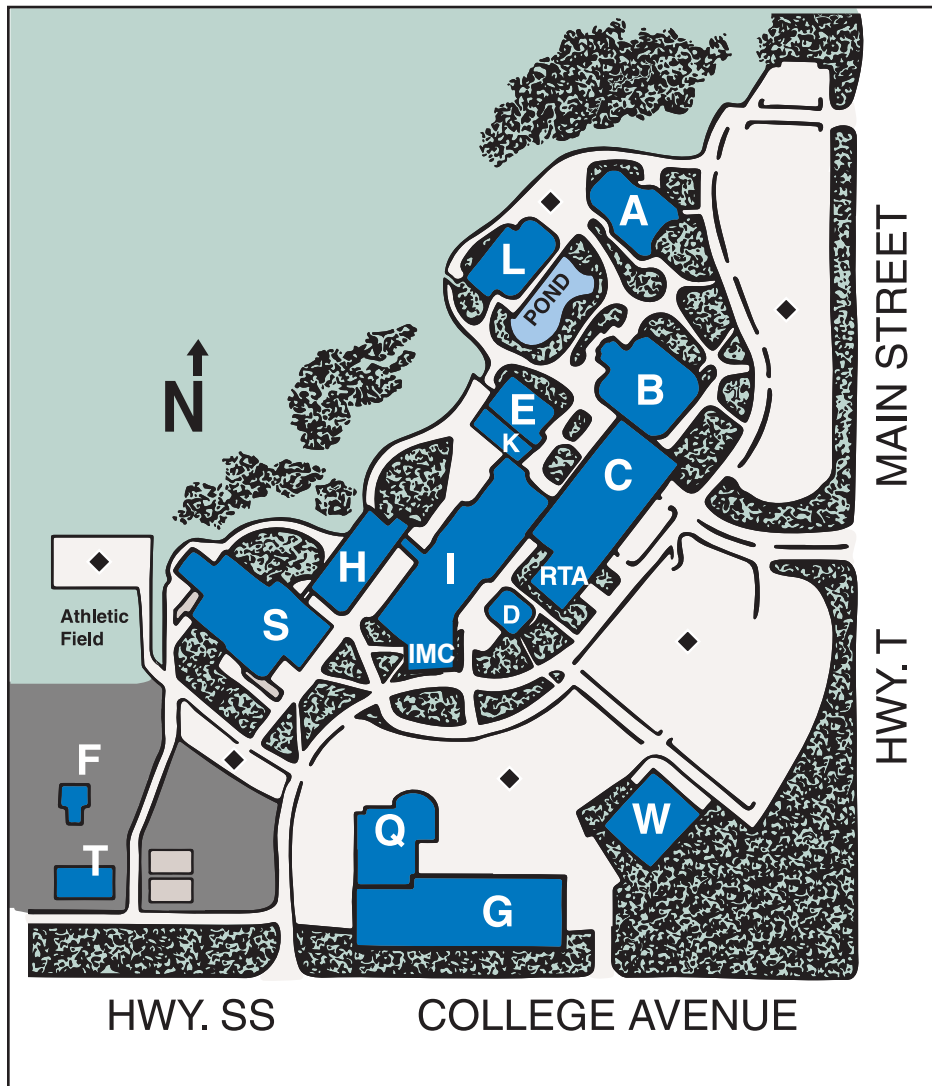 A
L
POND
MAIN STREET
N
B
E
K
C
I
H
RTA
D
S
IMC
Athletic
Field
HWY. T
F
T
Q
W
G
HWY. SS
COLLEGE AVENUE